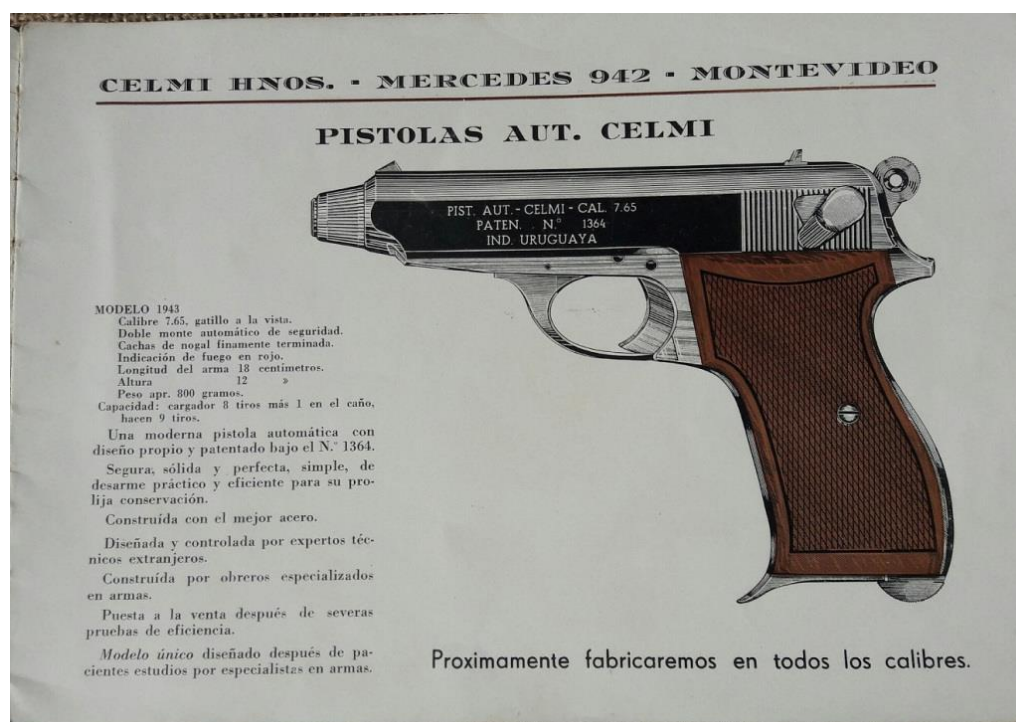 CELMI HNOS. - MERCEDES 942 - MONTEVIDEO
PISTOLAS AUT. CELMI
PIST. AUT. - CELMI - CAL. 7.65
PATEN. N.º 1364
IND. URUGUAYA
MODELO 1943
Calibre 7.65, gatillo a la vista.
Doble monte automático de seguridad.
Cachas de nogal finamente terminada.
Indicación de fuego en rojo.
Longitud del arma 18 centimetros.
Altura 12 »
Peso apr. 800 gramos.
Capacidad: cargador 8 tiros más 1 en el caño,
hacen 9 tiros.
Una moderna pistola automática con
diseño propio y patentado bajo el N.º 1364.
Segura, sólida y perfecta, simple, de
desarme práctico y eficiente para su pro-
lija conservación.
Construída con el mejor acero.
Diseñada y controlada por expertos téc-
nicos extranjeros.
Construída por obreros especializados
en armas.
Puesta a la venta después de severas
pruebas de eficiencia.
Modelo único diseñado después de pa-
cientes estudios por especialistas en armas.
Proximamente fabricaremos en todos los calibres.